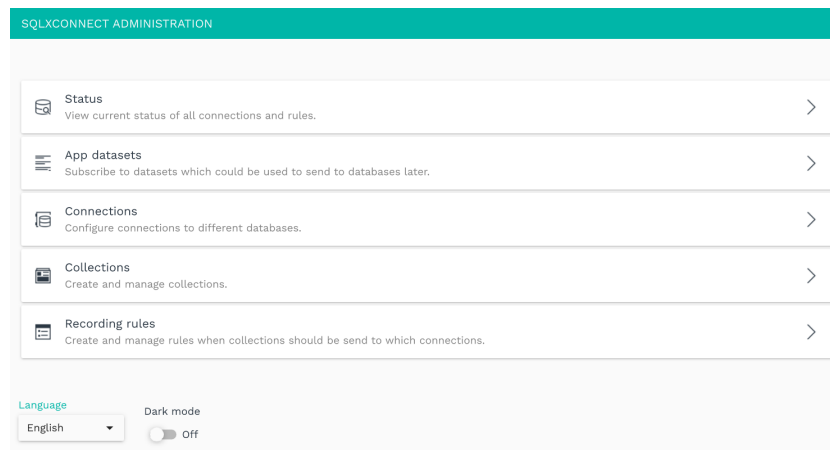 SQLXCONNECT ADMINISTRATION
Status
View current status of all connections and rules.
App datasets
Subscribe to datasets which could be used to send to databases later.
Connections
Configure connections to different databases.
Collections
Create and manage collections.
Recording rules
Create and manage rules when collections should be send to which connections.
Language
English
Dark mode
Off